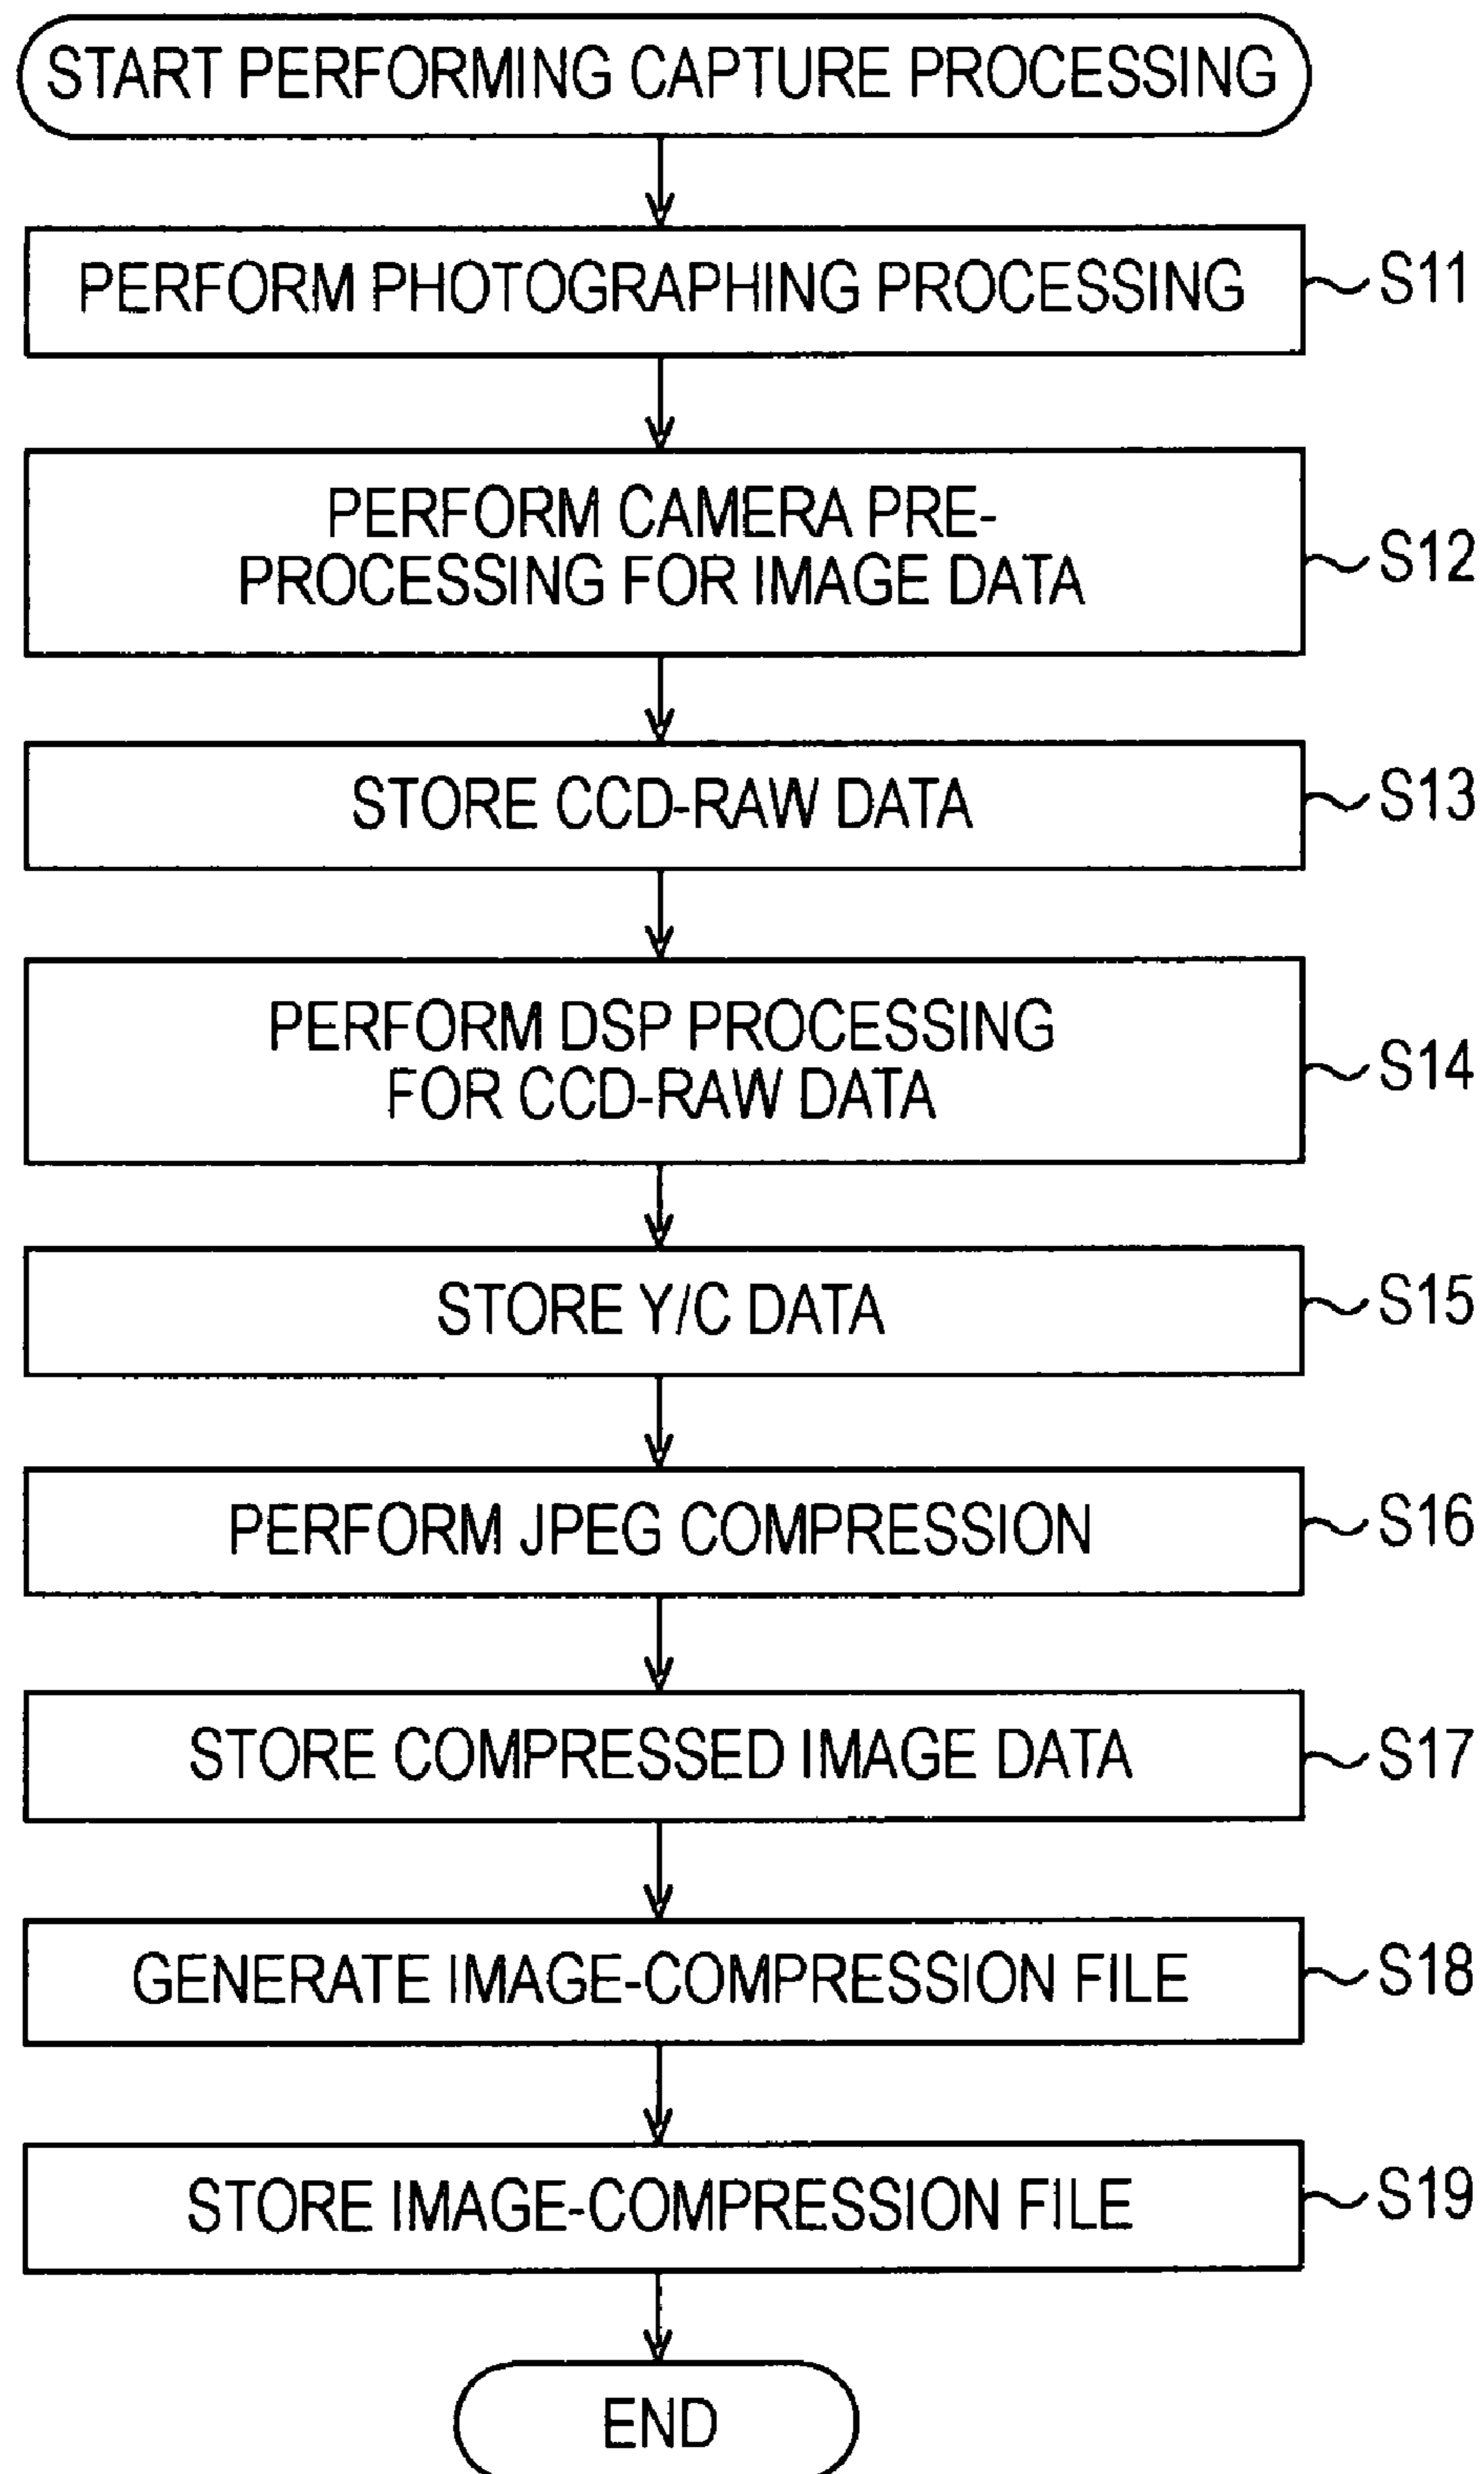 START PERFORMING CAPTURE PROCESSING
PERFORM PHOTOGRAPHING PROCESSING
S11
PERFORM CAMERA PRE-
PROCESSING FOR IMAGE DATA
S12
STORE CCD-RAW DATA
S13
PERFORM DSP PROCESSING
FOR CCD-RAW DATA
S14
STORE Y/C DATA
S15
PERFORM JPEG COMPRESSION
S16
STORE COMPRESSED IMAGE DATA
S17
GENERATE IMAGE-COMPRESSION FILE
S18
STORE IMAGE-COMPRESSION FILE
S19
END